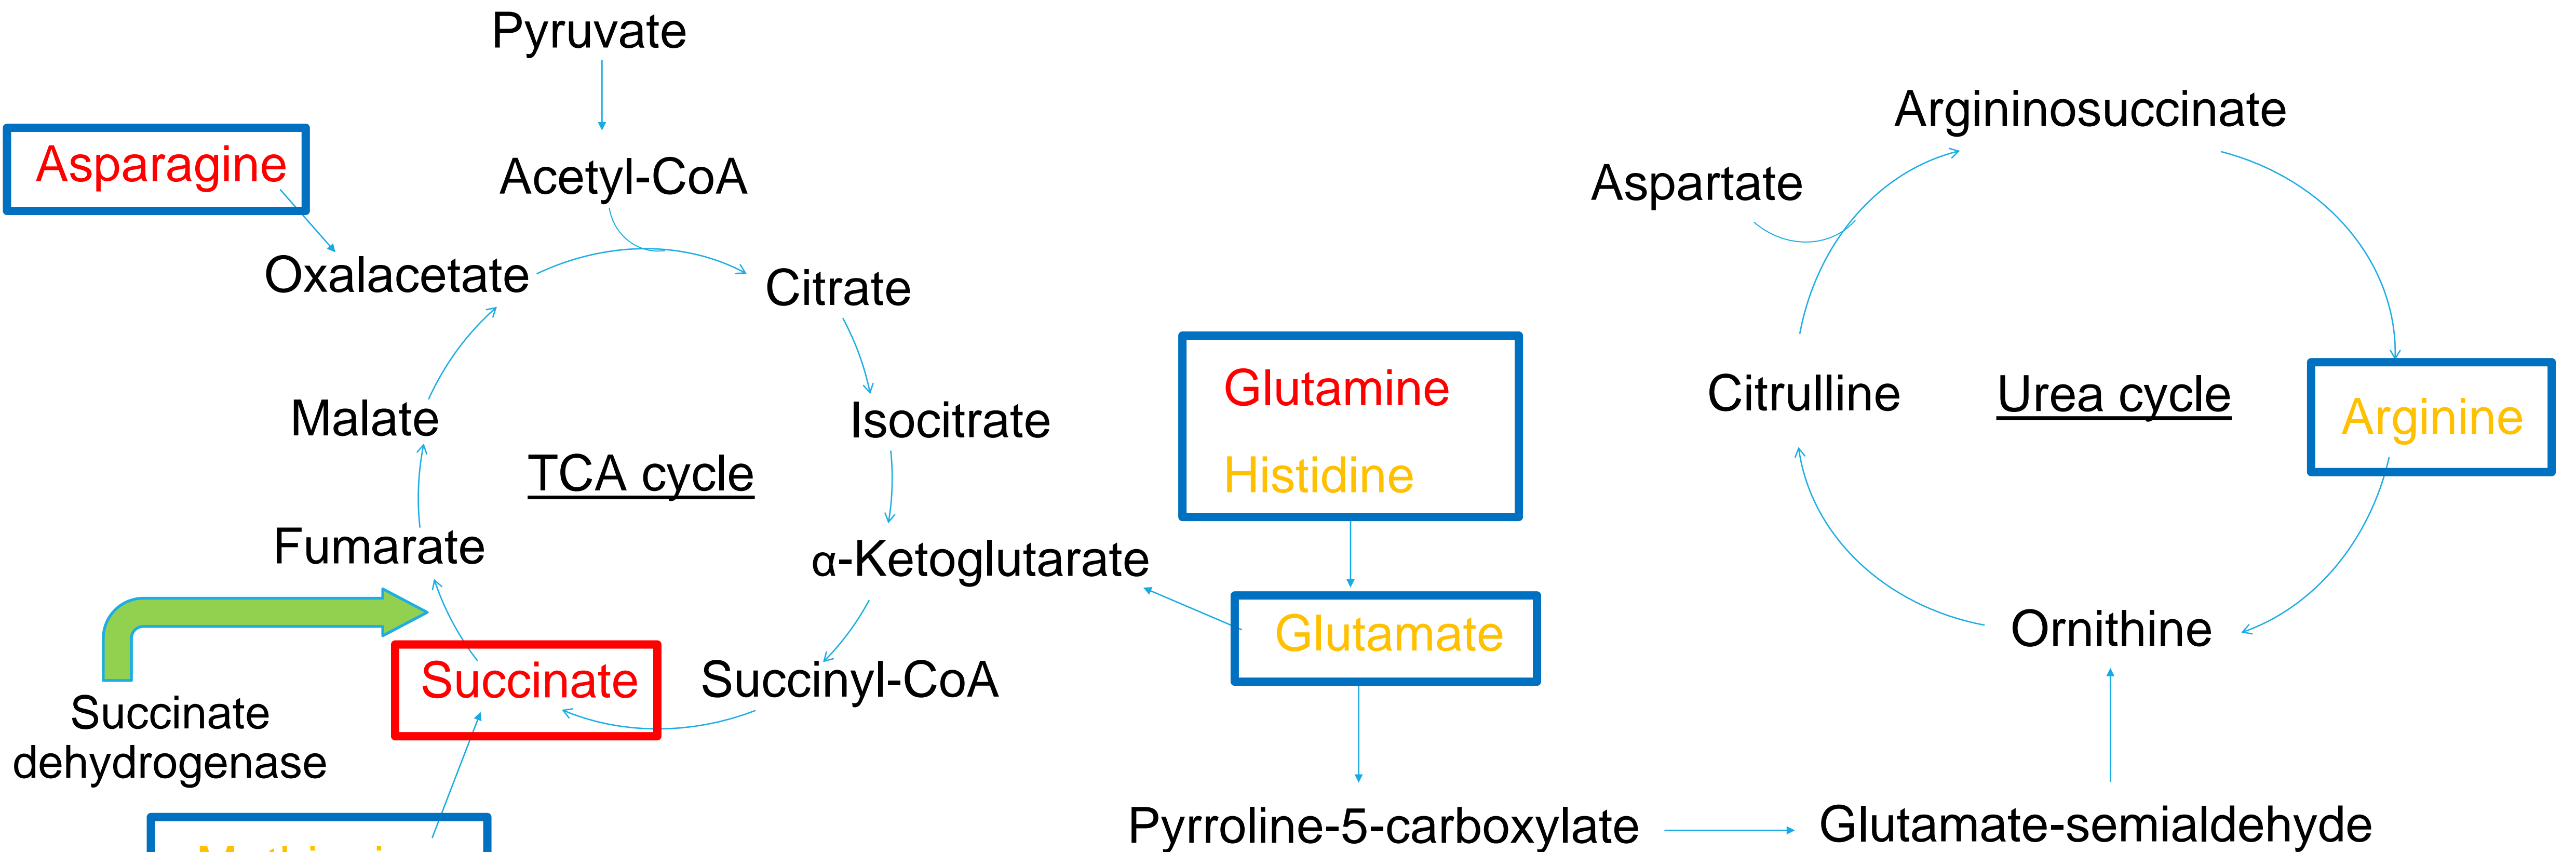 Pyruvate
Argininosuccinate
Asparagine
Acetyl-CoA
Aspartate
Oxalacetate
Citrate
Glutamine
Malate
Isocitrate
Citrulline
Urea cycle
Arginine
TCA cycle
Histidine
Fumarate
α-Ketoglutarate
Glutamate
Ornithine
Succinate
Succinyl-CoA
Succinate
dehydrogenase
Pyrroline-5-carboxylate
Glutamate-semialdehyde